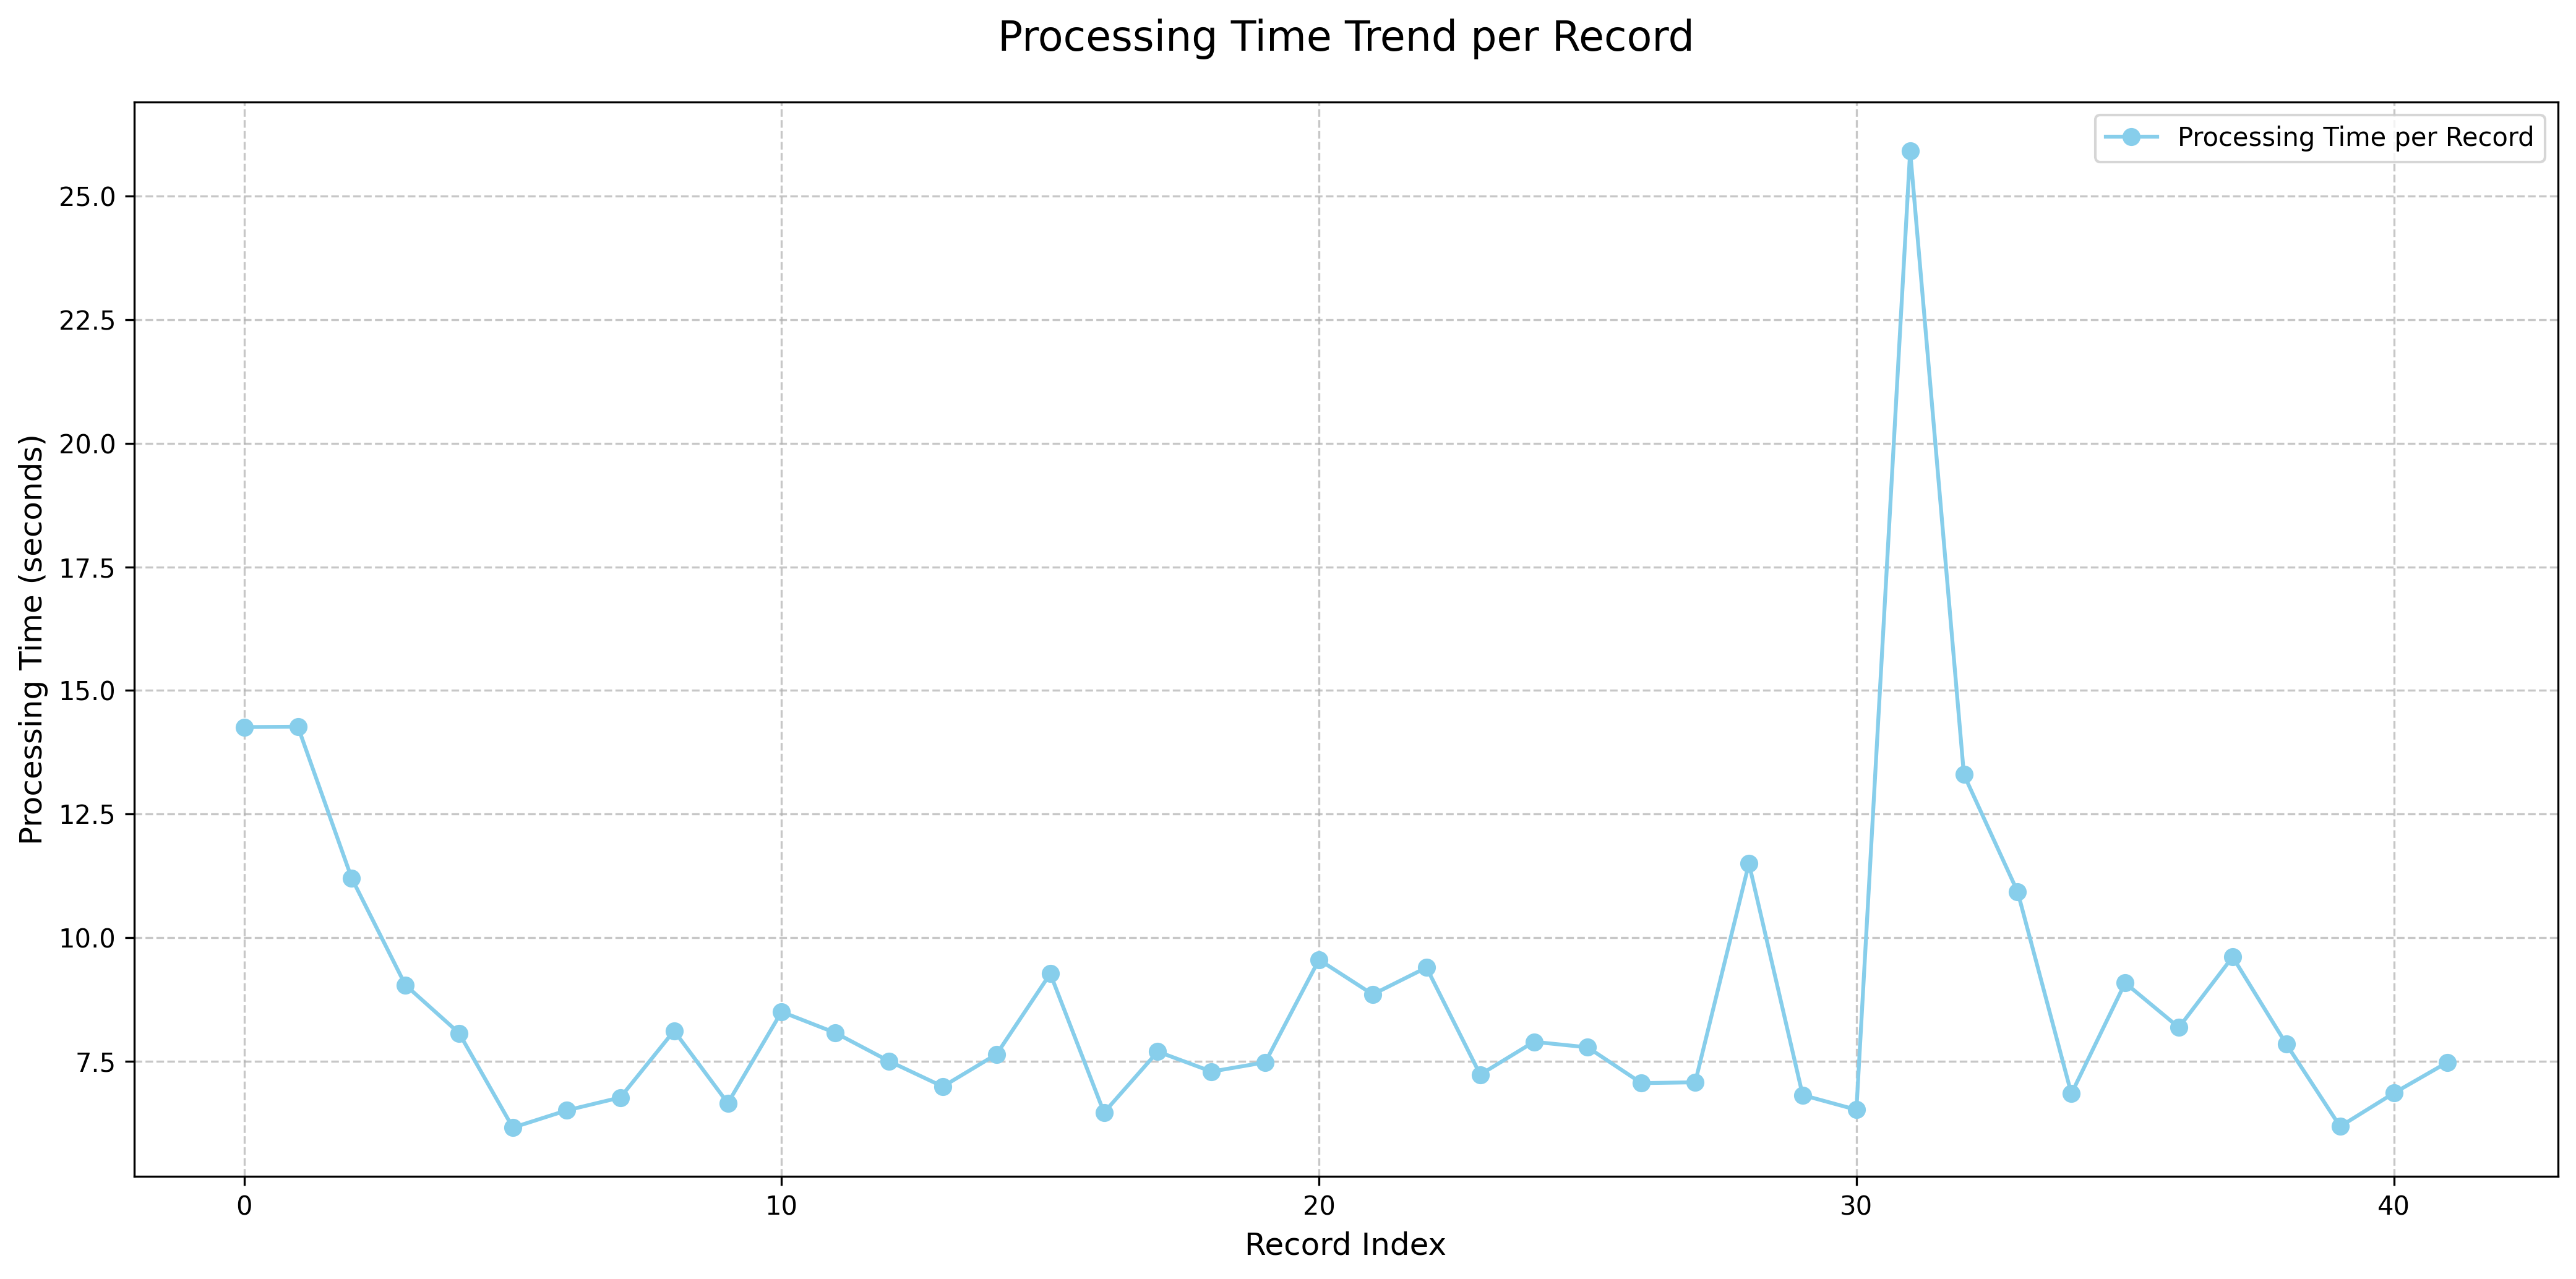 Processing Time Trend per Record
Processing Time per Record
Processing Time (seconds)
25.0
22.5
20.0
17.5
15.0
12.5
10.0
7.5
0 10 20 30 40
Record Index